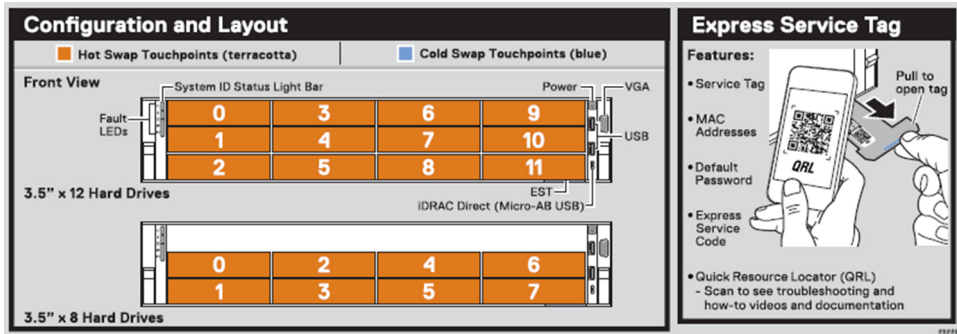 Configuration and Layout
Hot Swap Touchpoints (terracotta)
Cold Swap Touchpoints (blue)
Front View
System ID Status Light Bar
Power
VGA
Fault
LEDs
USB
0 3 6 9
1 4 7 10
2 5 8 11
EST
iDRAC Direct (Micro-AB USB)
3.5" x 12 Hard Drives
0 2 4 6
1 3 5 7
3.5" x 8 Hard Drives
Express Service Tag
Features:
• Service Tag
• MAC
Addresses
• Default
Password
• Express
Service
Code
Pull to
open tag
QRL
• Quick Resource Locator (QRL)
- Scan to see troubleshooting and
how-to videos and documentation